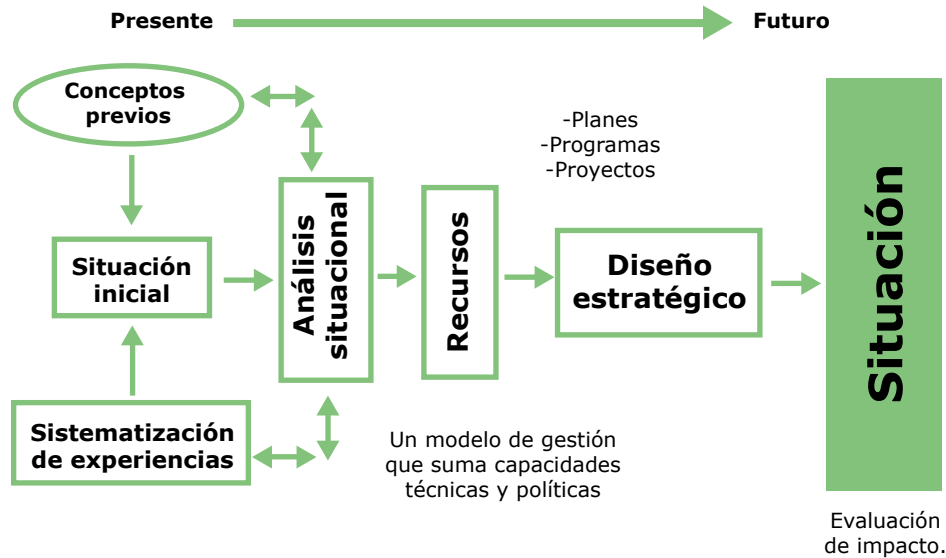 Presente
Futuro
Conceptos
previos
-Planes
-Programas
-Proyectos
Situación
inicial
Análisis
situacional
Recursos
Diseño
estratégico
Situación
Sistematización
de experiencias
Un modelo de gestión
que suma capacidades
técnicas y políticas
Evaluación
de impacto.